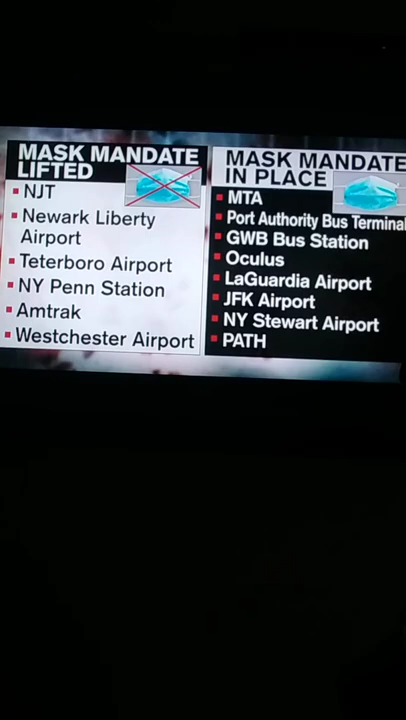 MASK MANDATE
LIFTED
NJT
Newark Liberty
Airport
Teterboro Airport
NY Penn Station
Amtrak
Westchester Airport
MASK MANDATE
IN PLACE
MTA
Port Authority Bus Terminal
GWB Bus Station
Oculus
LaGuardia Airport
JFK Airport
NY Stewart Airport
PATH